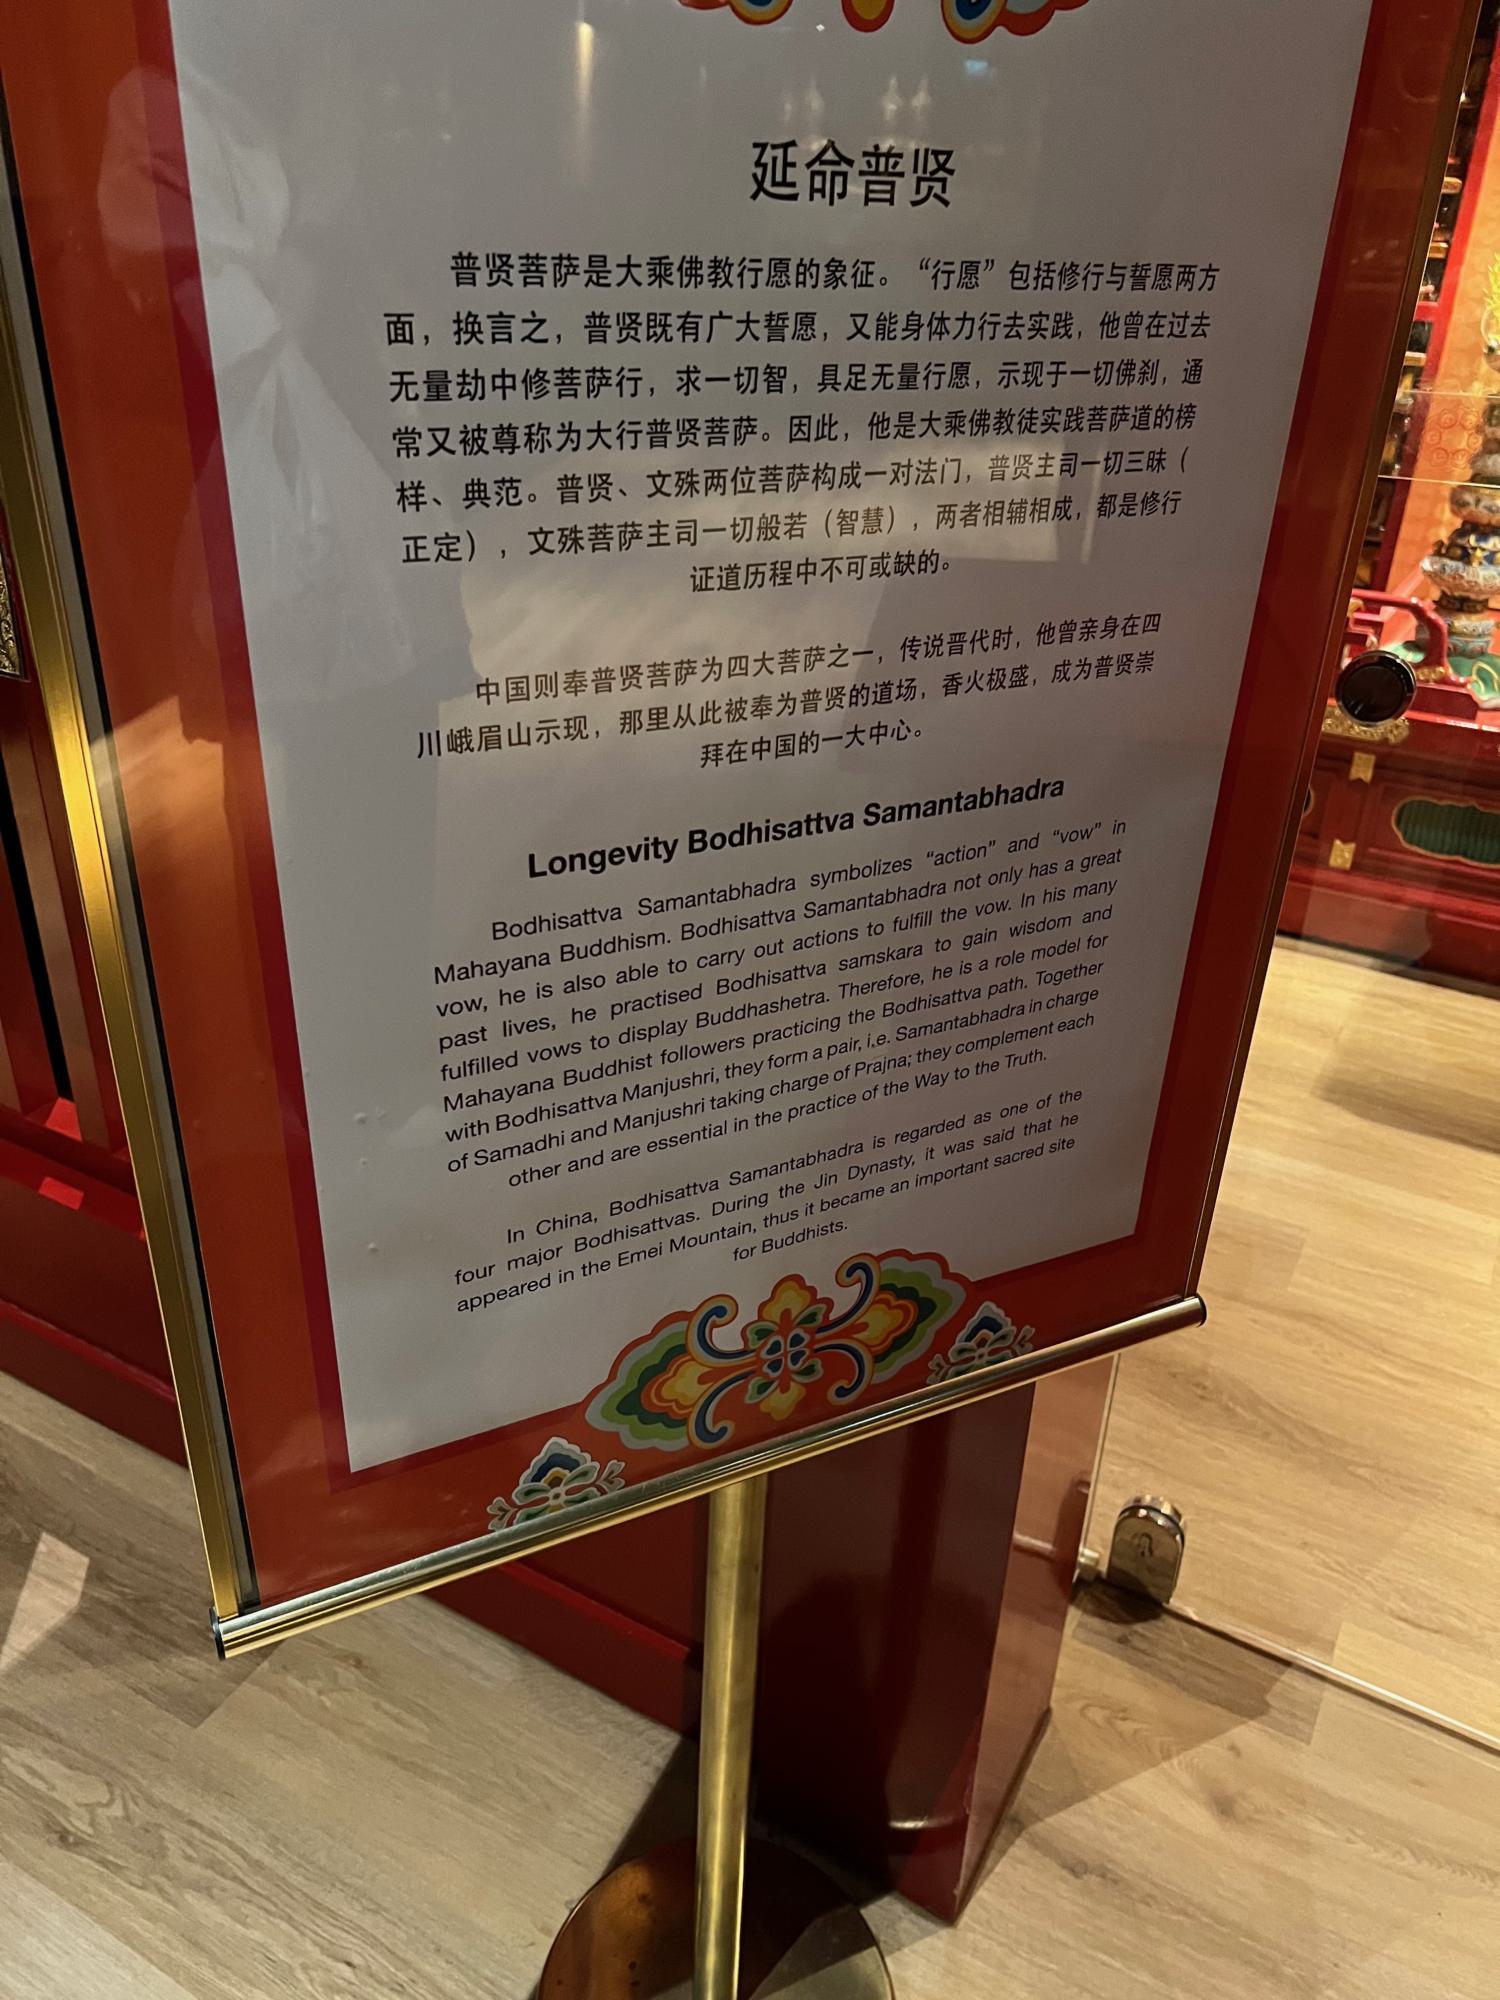 延命普贤
普贤菩萨是大乘佛教行愿的象征。“行愿”包括修行与誓愿两方
面，换言之，普贤既有广大誓愿，又能身体力行去实践，他曾在过去
无量劫中修菩萨行，求一切智，具足无量行愿，示现于一切佛刹，通
常又被尊称为大行普贤菩萨。因此，他是大乘佛教徒实践菩萨道的榜
样、典范。普贤、文殊两位菩萨构成一对法门，普贤主司一切三昧（
正定），文殊菩萨主司一切般若（智慧），两者相辅相成，都是修行
证道历程中不可或缺的。
中国则奉普贤菩萨为四大菩萨之一，传说晋代时，他曾亲身在四
川峨眉山示现，那里从此被奉为普贤的道场，香火极盛，成为普贤崇
拜在中国的一大中心。
Longevity Bodhisattva Samantabhadra
Bodhisattva Samantabhadra symbolizes “action” and “vow” in
Mahayana Buddhism. Bodhisattva Samantabhadra not only has a great
vow, he is also able to carry out actions to fulfill the vow. In his many
past lives, he practised Bodhisattva samskara to gain wisdom and
fulfilled vows to display Buddhashetra. Therefore, he is a role model for
Mahayana Buddhist followers practicing the Bodhisattva path. Together
with Bodhisattva Manjushri, they form a pair, i.e. Samantabhadra in charge
of Samadhi and Manjushri taking charge of Prajna; they complement each
other and are essential in the practice of the Way to the Truth.
In China, Bodhisattva Samantabhadra is regarded as one of the
four major Bodhisattvas. During the Jin Dynasty, it was said that he
appeared in the Emei Mountain, thus it became an important sacred site
for Buddhists.